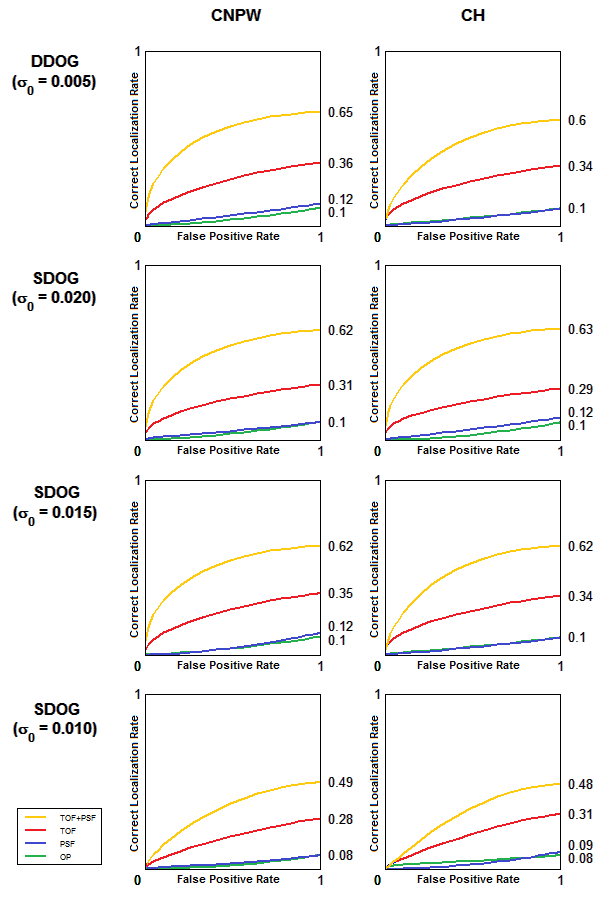 CNPW
CH
DDOG
(σ0 = 0.005)
1
Correct Localization Rate
0.65
0.36
0.12
0.1
0
False Positive Rate
1
1
Correct Localization Rate
0.6
0.34
0.1
0
False Positive Rate
1
SDOG
(σ0 = 0.020)
1
Correct Localization Rate
0.62
0.31
0.1
0
False Positive Rate
1
1
Correct Localization Rate
0.63
0.29
0.12
0.1
0
False Positive Rate
1
SDOG
(σ0 = 0.015)
1
Correct Localization Rate
0.62
0.35
0.12
0.1
0
False Positive Rate
1
1
Correct Localization Rate
0.62
0.34
0.1
0
False Positive Rate
1
SDOG
(σ0 = 0.010)
1
Correct Localization Rate
0.49
0.28
0.08
0
False Positive Rate
1
1
Correct Localization Rate
0.48
0.31
0.09
0.08
0
False Positive Rate
1
TOF+PSF
TOF
PSF
OP